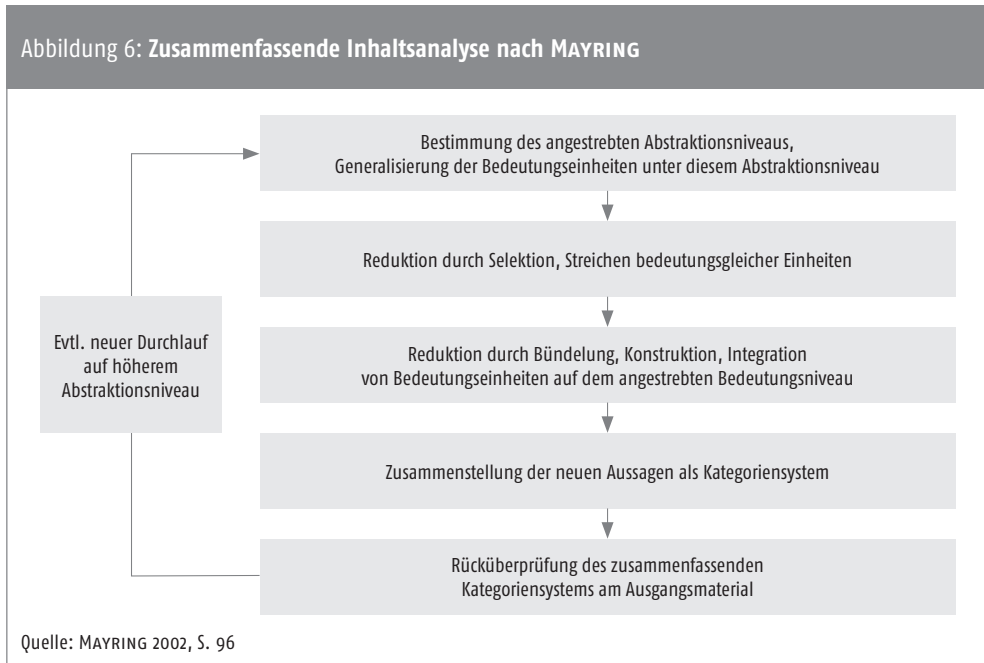 Abbildung 6: Zusammenfassende Inhaltsanalyse nach MAYRING
Bestimmung des angestrebten Abstraktionsniveaus,
Generalisierung der Bedeutungseinheiten unter diesem Abstraktionsniveau
Reduktion durch Selektion, Streichen bedeutungsgleicher Einheiten
Evtl. neuer Durchlauf
auf höherem
Abstraktionsniveau
Reduktion durch Bündelung, Konstruktion, Integration
von Bedeutungseinheiten auf dem angestrebten Bedeutungsniveau
Zusammenstellung der neuen Aussagen als Kategoriensystem
Rücküberprüfung des zusammenfassenden
Kategoriensystems am Ausgangsmaterial
Quelle: MAYRING 2002, S. 96